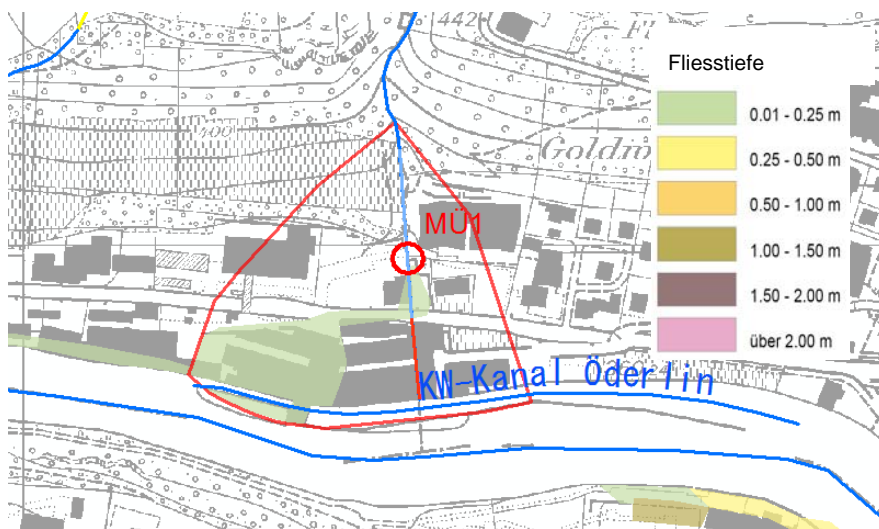 442
Fliesstiefe
0.01 - 0.25 m
0.25 - 0.50 m
400
0.50 - 1.00 m
MÜ1
1.00 - 1.50 m
1.50 - 2.00 m
über 2.00 m
KW-Kanal Öderlin